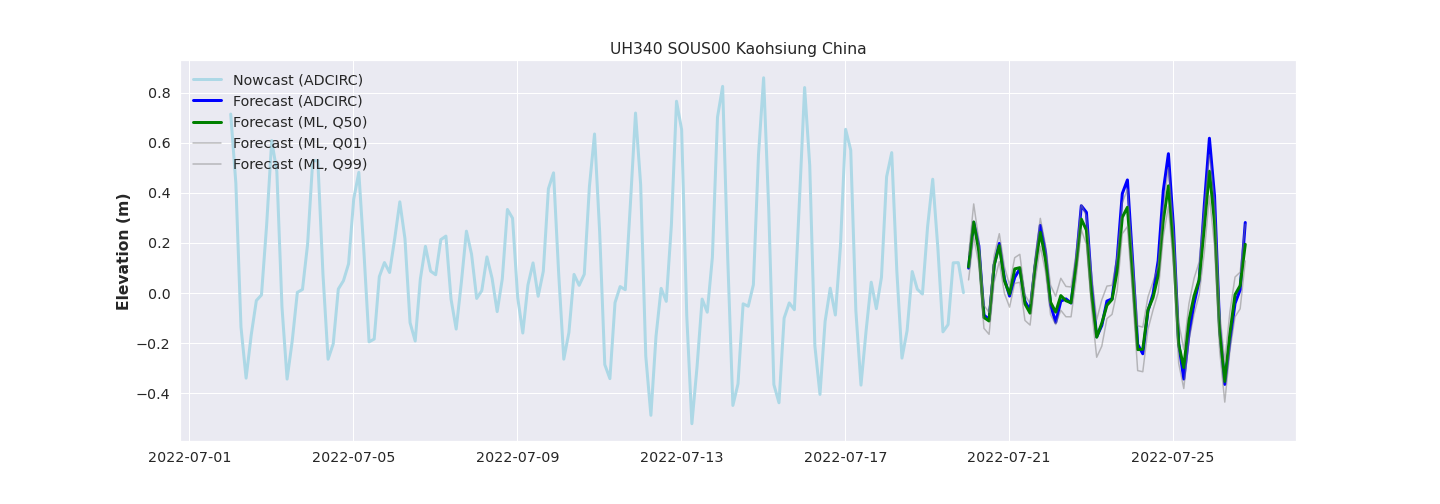 UH340 SOUS00 Kaohsiung China
Nowcast (ADCIRC)
Forecast (ADCIRC)
Forecast (ML, Q50)
Forecast (ML, Q01)
Forecast (ML, Q99)
Elevation (m)
0.8
0.6
0.4
0.2
0.0
−0.2
−0.4
2022-07-01 2022-07-05 2022-07-09 2022-07-13 2022-07-17 2022-07-21 2022-07-25